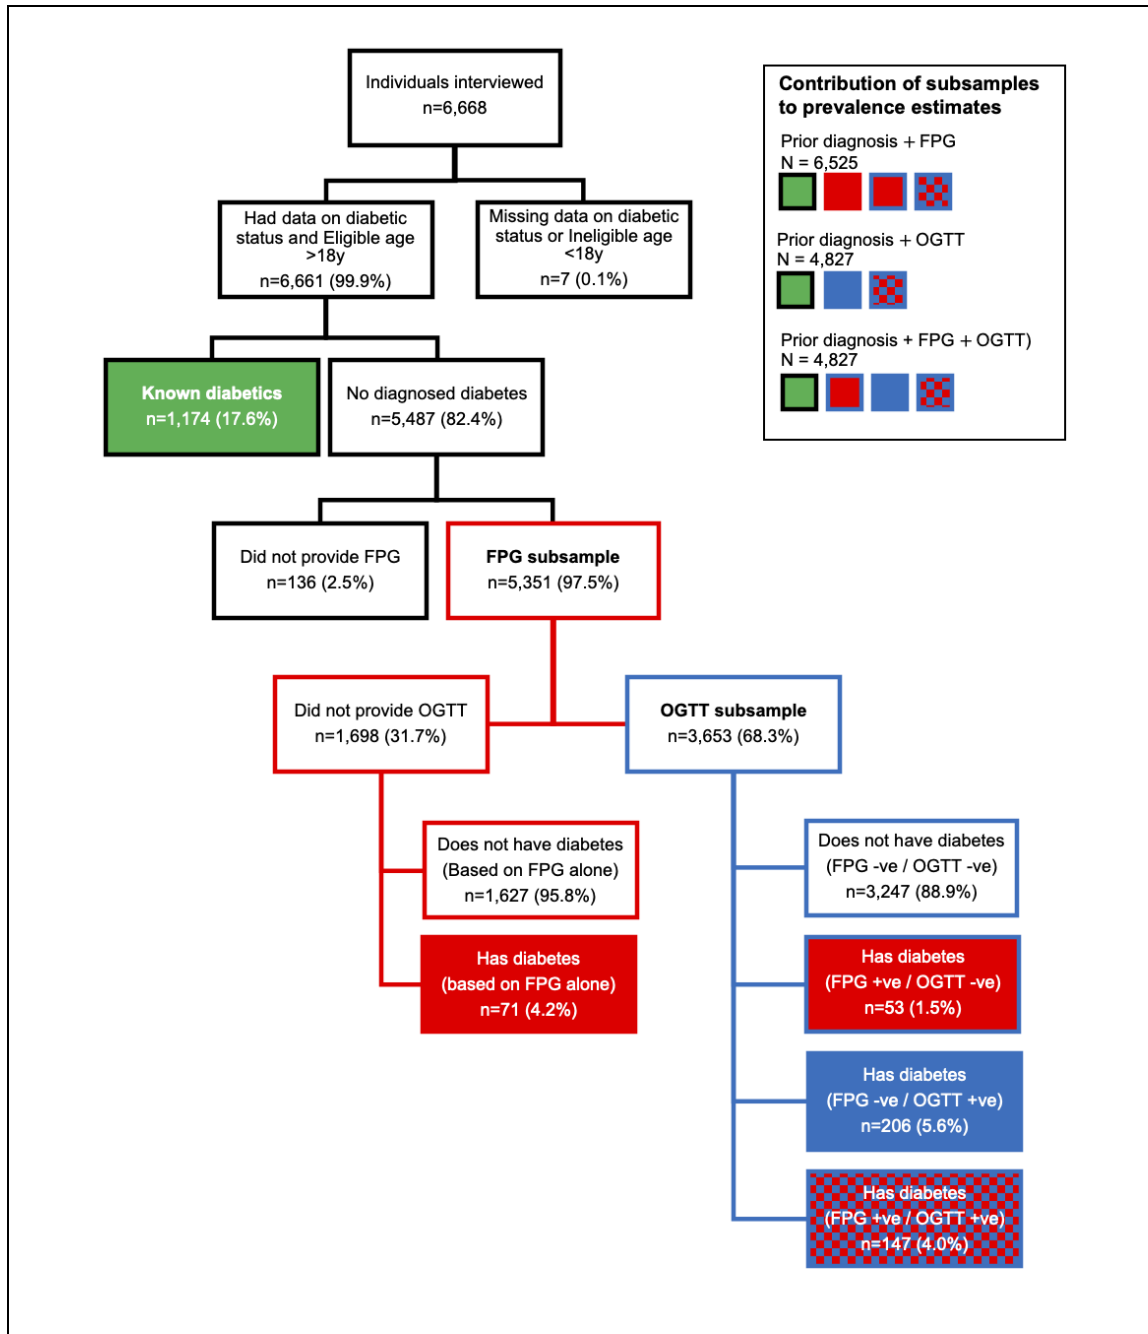 Individuals interviewed
n=6,668
Had data on diabetic
status and Eligible age
>18y
n=6,661 (99.9%)
Missing data on diabetic
status or Ineligible age
<18y
n=7 (0.1%)
Known diabetics
n=1,174 (17.6%)
No diagnosed diabetes
n=5,487 (82.4%)
Did not provide FPG
n=136 (2.5%)
FPG subsample
n=5,351 (97.5%)
Did not provide OGTT
n=1,698 (31.7%)
OGTT subsample
n=3,653 (68.3%)
Does not have diabetes
(Based on FPG alone)
n=1,627 (95.8%)
Has diabetes
(based on FPG alone)
n=71 (4.2%)
Does not have diabetes
(FPG -ve / OGTT -ve)
n=3,247 (88.9%)
Has diabetes
(FPG +ve / OGTT -ve)
n=53 (1.5%)
Has diabetes
(FPG -ve / OGTT +ve)
n=206 (5.6%)
Has diabetes
(FPG +ve / OGTT +ve)
n=147 (4.0%)
Contribution of subsamples
to prevalence estimates
Prior diagnosis + FPG
N = 6,525
Prior diagnosis + OGTT
N = 4,827
Prior diagnosis + FPG + OGTT)
N = 4,827